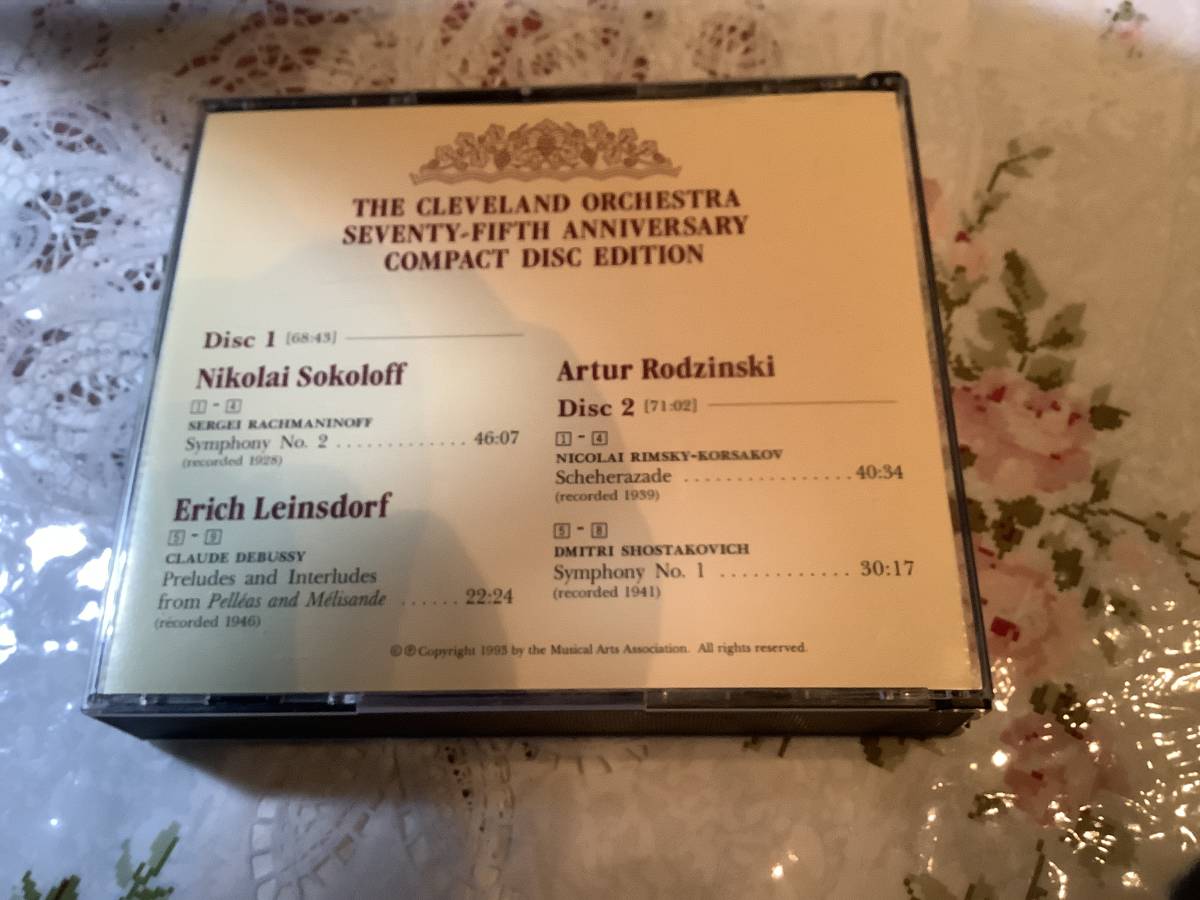 THE CLEVELAND ORCHESTRA
SEVENTY-FIFTH ANNIVERSARY
COMPACT DISC EDITION
Disc 1 [68:43]
Nikolai Sokoloff
1 - 4
SERGEI RACHMANINOFF
Symphony No. 2 ............. 46:07
(recorded 1928)
Erich Leinsdorf
5 - 9
CLAUDE DEBUSSY
Preludes and Interludes
from Pelléas and Mélisande ...... 22:24
(recorded 1946)
Artur Rodzinski
Disc 2 [71:02]
1 - 4
NICOLAI RIMSKY-KORSAKOV
Scheherazade ................ 40:34
(recorded 1939)
5 - 8
DMITRI SHOSTAKOVICH
Symphony No. 1 ............ 30:17
(recorded 1941)
©℗Copyright 1993 by the Musical Arts Association. All rights reserved.